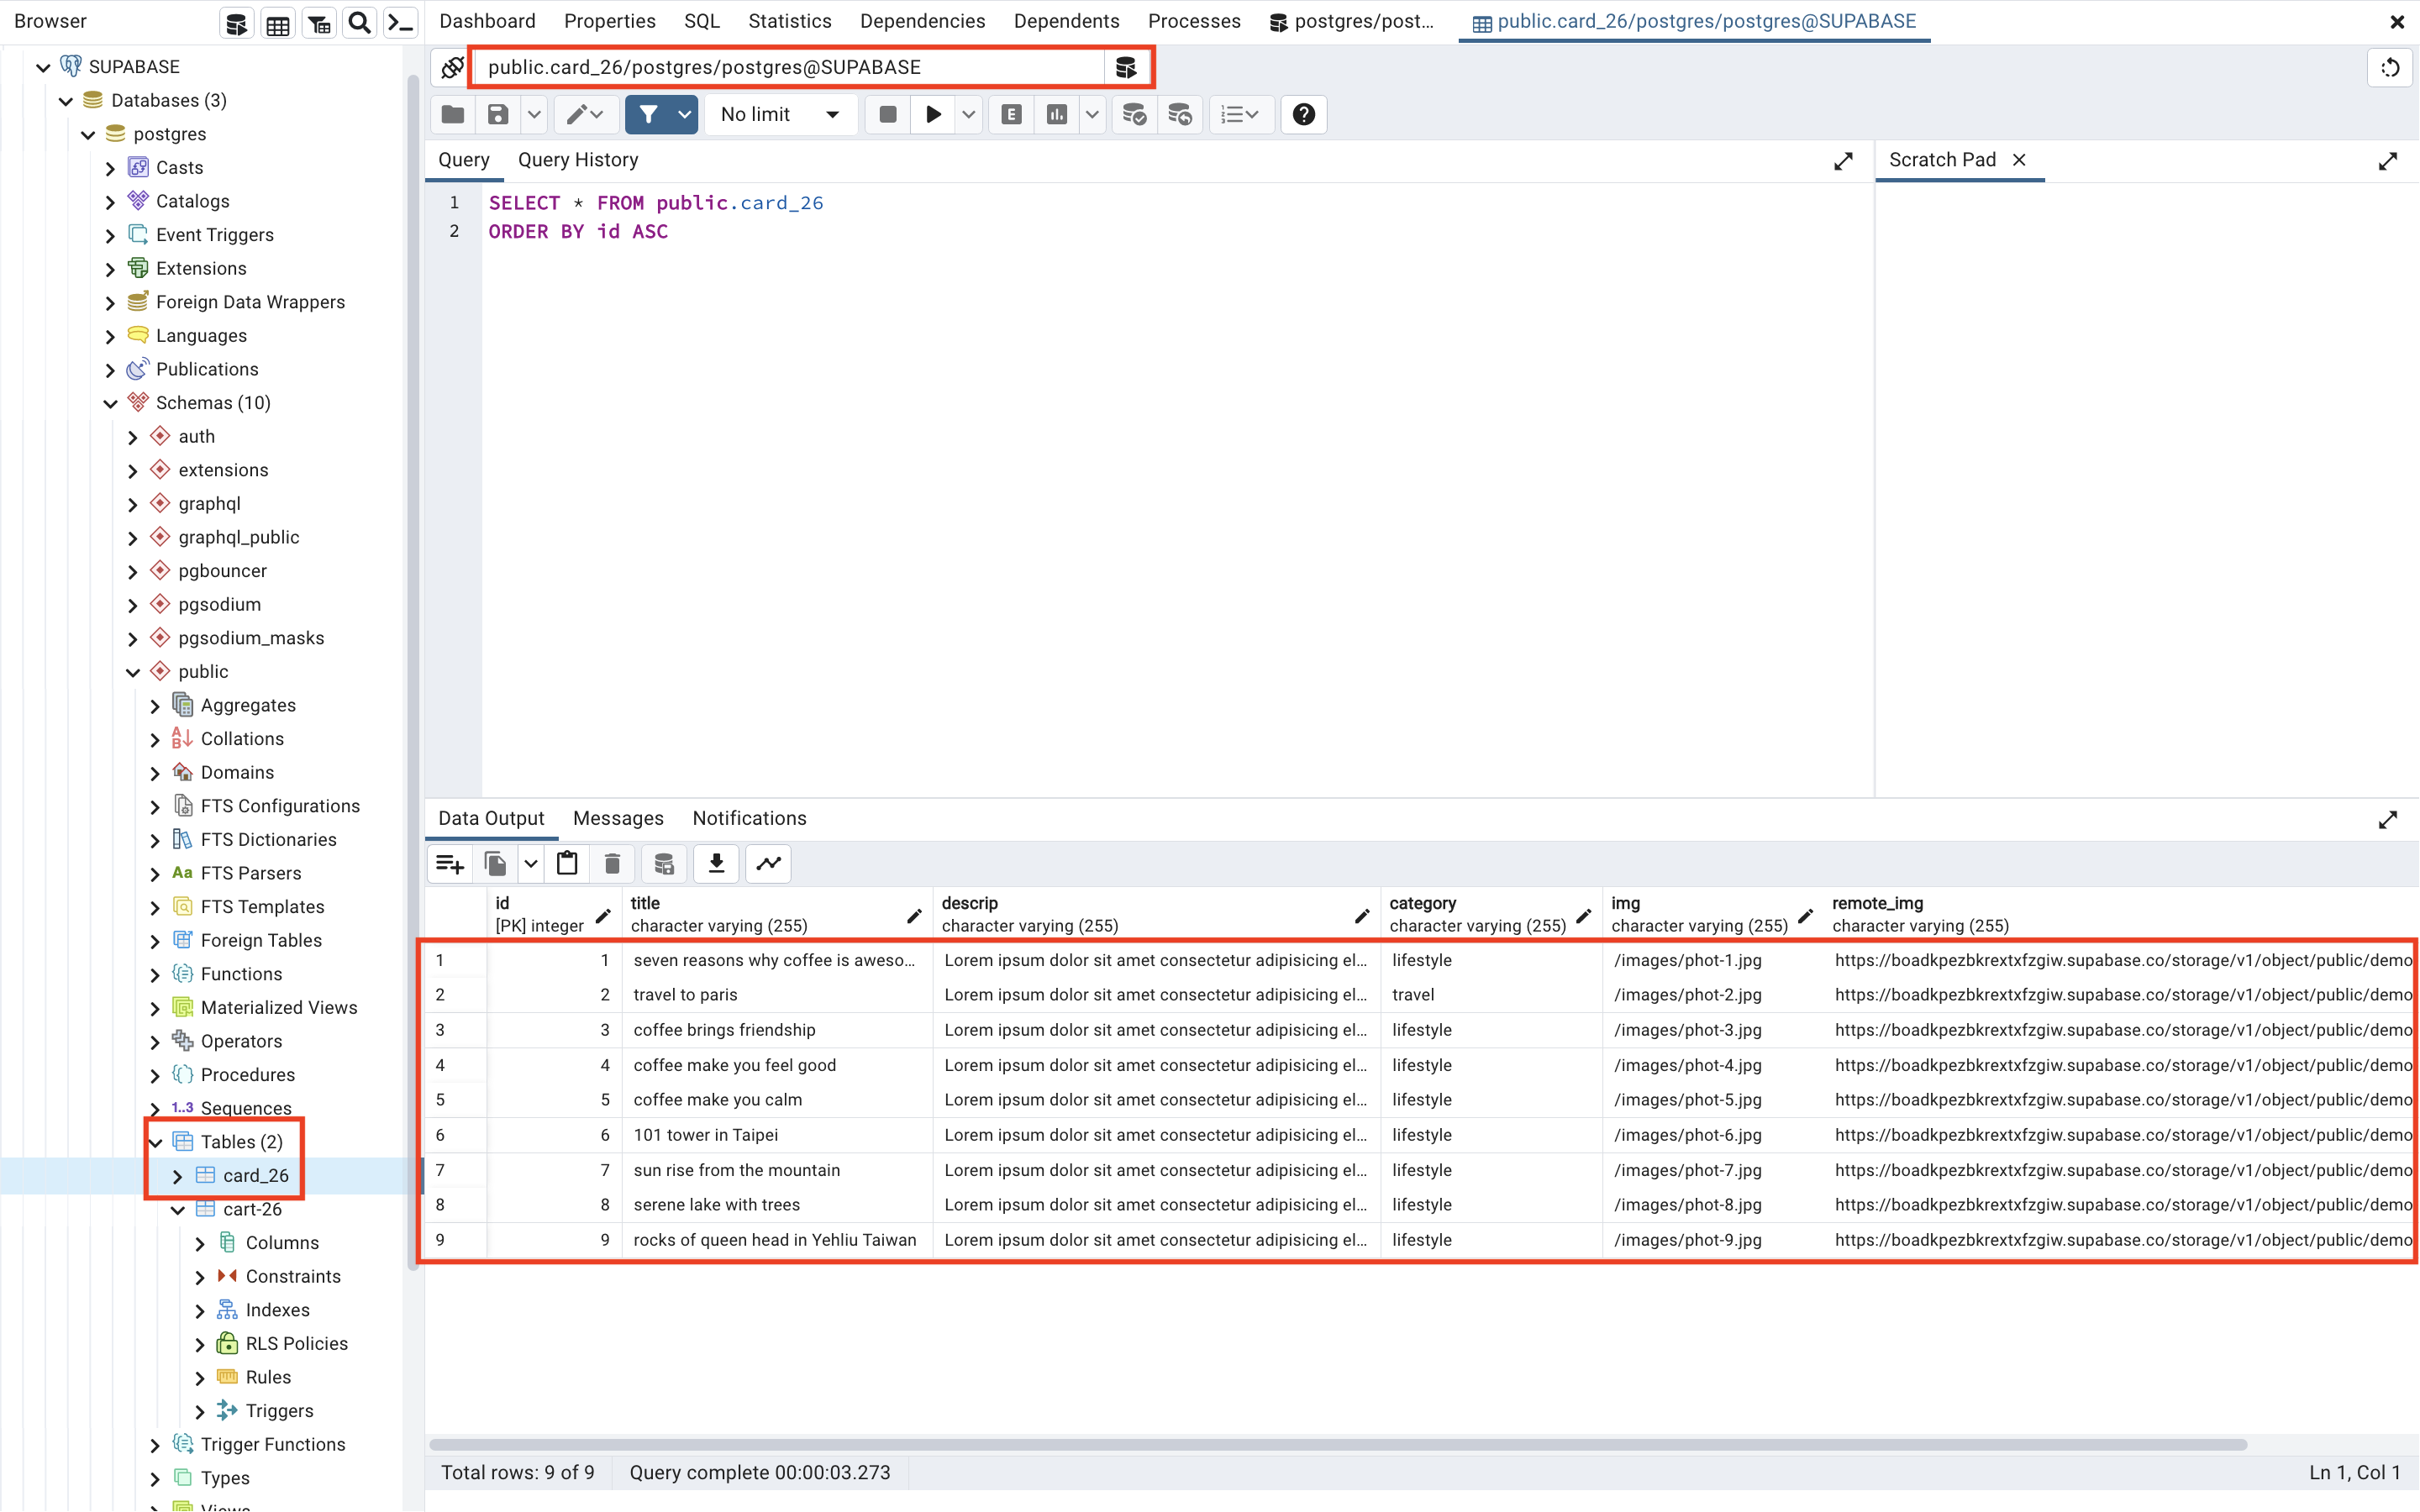 Browser
Dashboard Properties SQL Statistics Dependencies Dependents Processes postgres/post... public.card_26/postgres/postgres@SUPABASE
SUPABASE
Databases (3)
postgres
Casts
Catalogs
Event Triggers
Extensions
Foreign Data Wrappers
Languages
Publications
Schemas (10)
auth
extensions
graphql
graphql_public
pgbouncer
pgsodium
pgsodium_masks
public
Aggregates
Collations
Domains
FTS Configurations
FTS Dictionaries
Aa FTS Parsers
FTS Templates
Foreign Tables
Functions
Materialized Views
Operators
Procedures
1..3 Sequences
Tables (2)
card_26
cart-26
Columns
Constraints
Indexes
RLS Policies
Rules
Triggers
Trigger Functions
Types
Views
public.card_26/postgres/postgres@SUPABASE
No limit E
Query Query History
Scratch Pad
1 SELECT * FROM public.card_26
2 ORDER BY id ASC
Data Output Messages Notifications
id title descrip category img remote_img
[PK] integer character varying (255) character varying (255) character varying (255) character varying (255) character varying (255)
1 1 seven reasons why coffee is aweso... Lorem ipsum dolor sit amet consectetur adipisicing el... lifestyle /images/phot-1.jpg https://boadkpezbkrextxfzgiw.supabase.co/storage/v1/object/public/demo
2 2 travel to paris Lorem ipsum dolor sit amet consectetur adipisicing el... travel /images/phot-2.jpg https://boadkpezbkrextxfzgiw.supabase.co/storage/v1/object/public/demo
3 3 coffee brings friendship Lorem ipsum dolor sit amet consectetur adipisicing el... lifestyle /images/phot-3.jpg https://boadkpezbkrextxfzgiw.supabase.co/storage/v1/object/public/demo
4 4 coffee make you feel good Lorem ipsum dolor sit amet consectetur adipisicing el... lifestyle /images/phot-4.jpg https://boadkpezbkrextxfzgiw.supabase.co/storage/v1/object/public/demo
5 5 coffee make you calm Lorem ipsum dolor sit amet consectetur adipisicing el... lifestyle /images/phot-5.jpg https://boadkpezbkrextxfzgiw.supabase.co/storage/v1/object/public/demo
6 6 101 tower in Taipei Lorem ipsum dolor sit amet consectetur adipisicing el... lifestyle /images/phot-6.jpg https://boadkpezbkrextxfzgiw.supabase.co/storage/v1/object/public/demo
7 7 sun rise from the mountain Lorem ipsum dolor sit amet consectetur adipisicing el... lifestyle /images/phot-7.jpg https://boadkpezbkrextxfzgiw.supabase.co/storage/v1/object/public/demo
8 8 serene lake with trees Lorem ipsum dolor sit amet consectetur adipisicing el... lifestyle /images/phot-8.jpg https://boadkpezbkrextxfzgiw.supabase.co/storage/v1/object/public/demo
9 9 rocks of queen head in Yehliu Taiwan Lorem ipsum dolor sit amet consectetur adipisicing el... lifestyle /images/phot-9.jpg https://boadkpezbkrextxfzgiw.supabase.co/storage/v1/object/public/demo
Total rows: 9 of 9 Query complete 00:00:03.273 Ln 1, Col 1